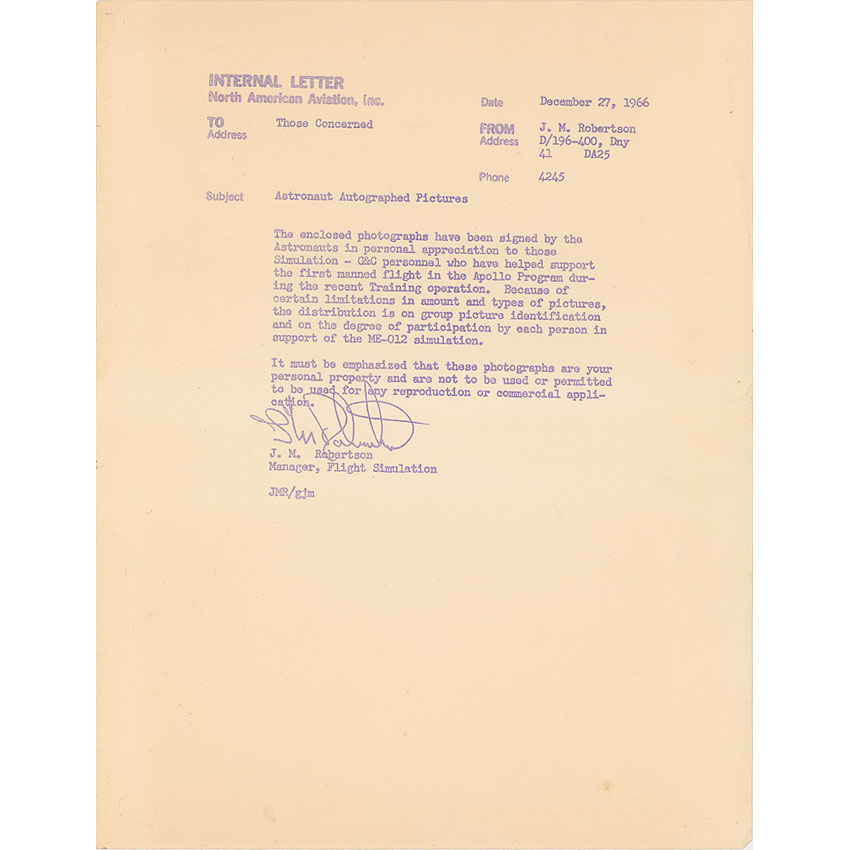 INTERNAL LETTER
North American Aviation, Inc.
Date December 27, 1966
TO Those Concerned
Address
FROM J. M. Robertson
Address D/196-400, Dny
41 DA25
Phone 4245
Subject Astronaut Autographed Pictures
The enclosed photographs have been signed by the
Astronauts in personal appreciation to those
Simulation - G&C personnel who have helped support
the first manned flight in the Apollo Program dur-
ing the recent Training operation. Because of
certain limitations in amount and types of pictures,
the distribution is on group picture identification
and on the degree of participation by each person in
support of the ME-012 simulation.
It must be emphasized that these photographs are your
personal property and are not to be used or permitted
to be used for any reproduction or commercial appli-
cation.
J. M. Robertson
Manager, Flight Simulation
JMR/gjm